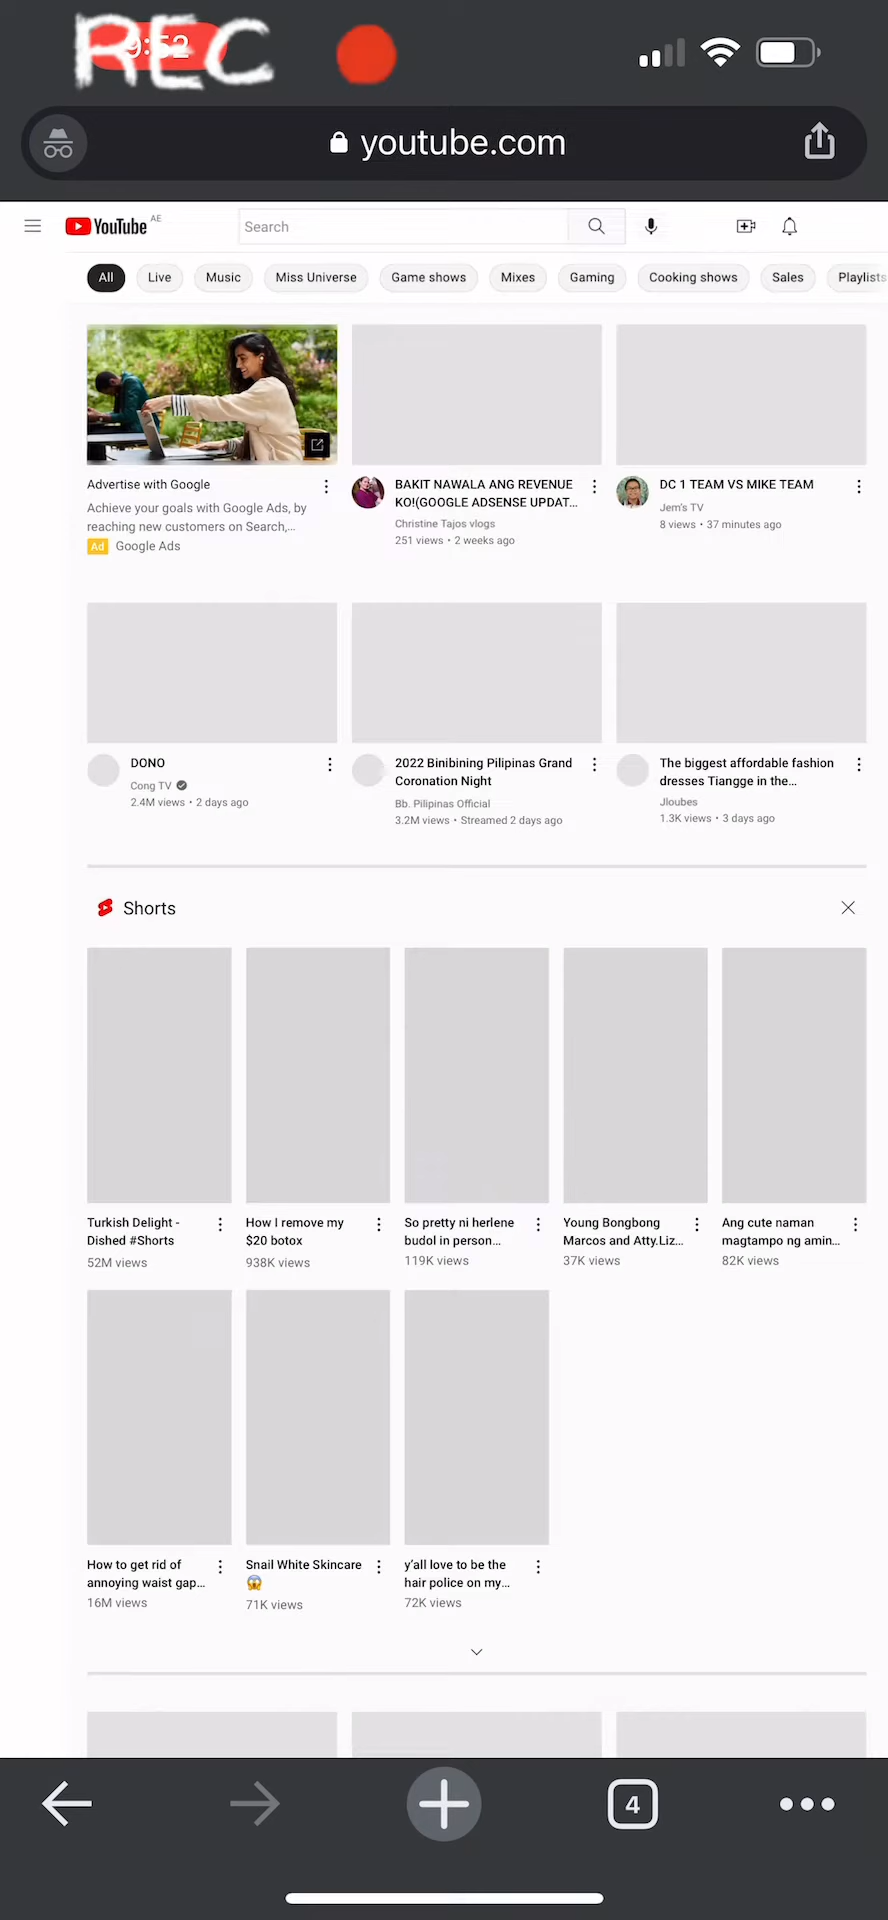 REC
9:52
youtube.com
YouTube AE
Search
All Live Music Miss Universe Game shows Mixes Gaming Cooking shows Sales Playlists
Advertise with Google
Achieve your goals with Google Ads, by
reaching new customers on Search,...
Ad Google Ads
BAKIT NAWALA ANG REVENUE
KO!(GOOGLE ADSENSE UPDAT...
Christine Tajos vlogs
251 views • 2 weeks ago
DC 1 TEAM VS MIKE TEAM
Jem's TV
8 views • 37 minutes ago
DONO
Cong TV
2.4M views • 2 days ago
2022 Binibining Pilipinas Grand
Coronation Night
Bb. Pilipinas Official
3.2M views • Streamed 2 days ago
The biggest affordable fashion
dresses Tiangge in the...
Jloubes
1.3K views • 3 days ago
Shorts
Turkish Delight -
Dished #Shorts
52M views
How I remove my
$20 botox
938K views
So pretty ni herlene
budol in person...
119K views
Young Bongbong
Marcos and Atty.Liz...
37K views
Ang cute naman
magtampo ng amin...
82K views
How to get rid of
annoying waist gap...
16M views
Snail White Skincare
😱
71K views
y'all love to be the
hair police on my...
72K views
4